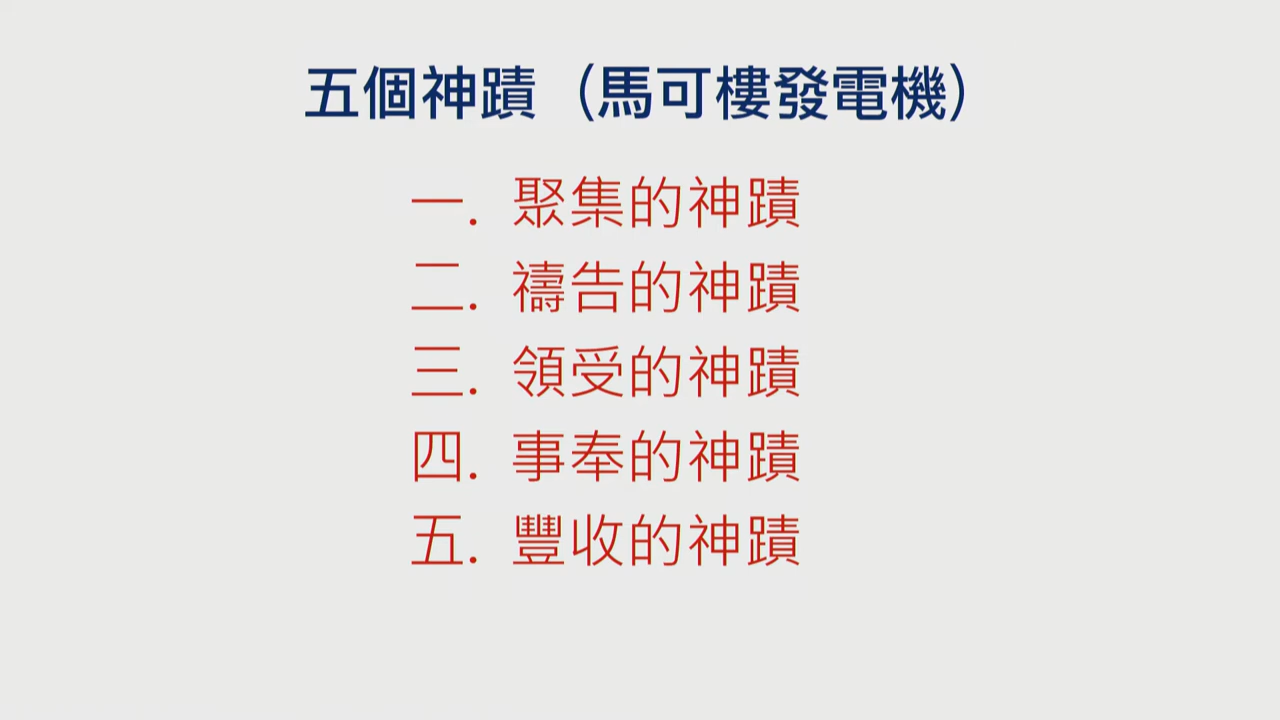 五個神蹟（馬可樓發電機）
一. 聚集的神蹟
二. 禱告的神蹟
三. 領受的神蹟
四. 事奉的神蹟
五. 豐收的神蹟